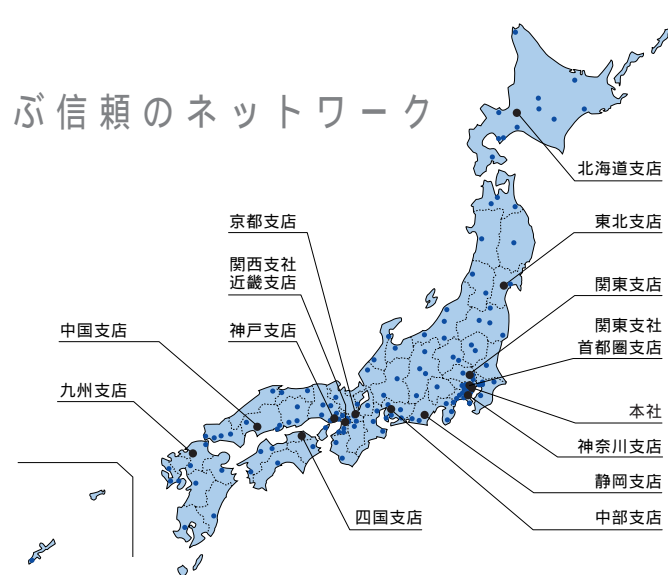 ぶ信頼のネットワーク
北海道支店
東北支店
関東支店
関東支社
首都圏支店
本社
神奈川支店
静岡支店
中部支店
京都支店
関西支社
近畿支店
神戸支店
中国支店
九州支店
四国支店